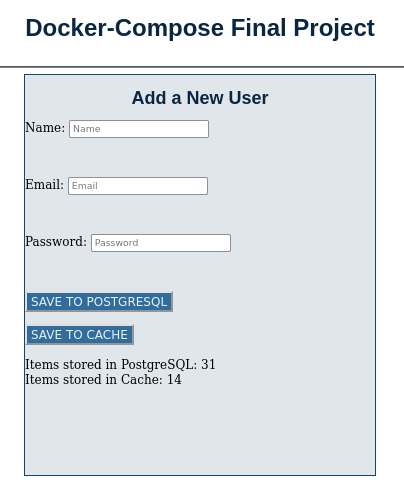 Docker-Compose Final Project
Add a New User
Name: Name
Email: Email
Password: Password
SAVE TO POSTGRESQL
SAVE TO CACHE
Items stored in PostgreSQL: 31
Items stored in Cache: 14